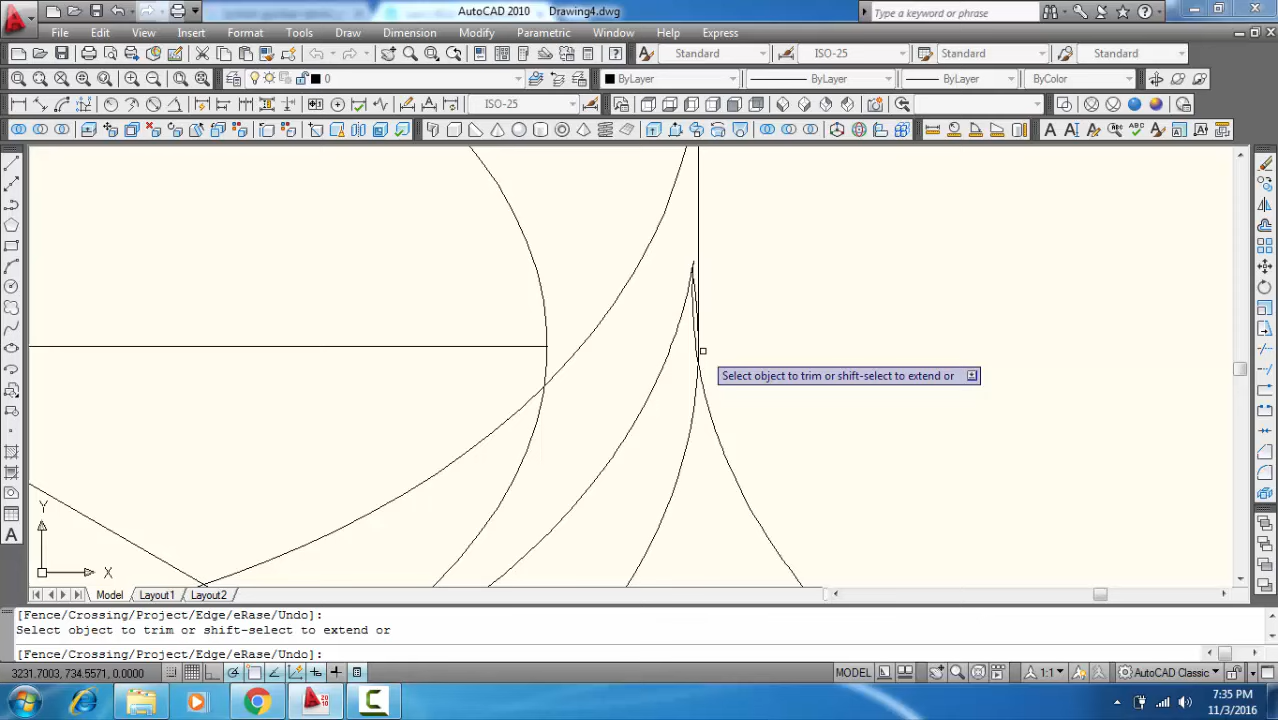 AutoCAD 2010 Drawing4.dwg
Type a keyword or phrase
File Edit View Insert Format Tools Draw Dimension Modify Parametric Window Help Express
Standard ISO-25 Standard Standard
0 ByLayer ByLayer ByLayer ByColor
ISO-25
Select object to trim or shift-select to extend or
Y
X
Model Layout1 Layout2
[Fence/Crossing/Project/Edge/eRase/Undo]:
Select object to trim or shift-select to extend or
[Fence/Crossing/Project/Edge/eRase/Undo]:
3231.7003, 734.5571, 0.0000 MODEL 1:1 AutoCAD Classic
7:35 PM
11/3/2016